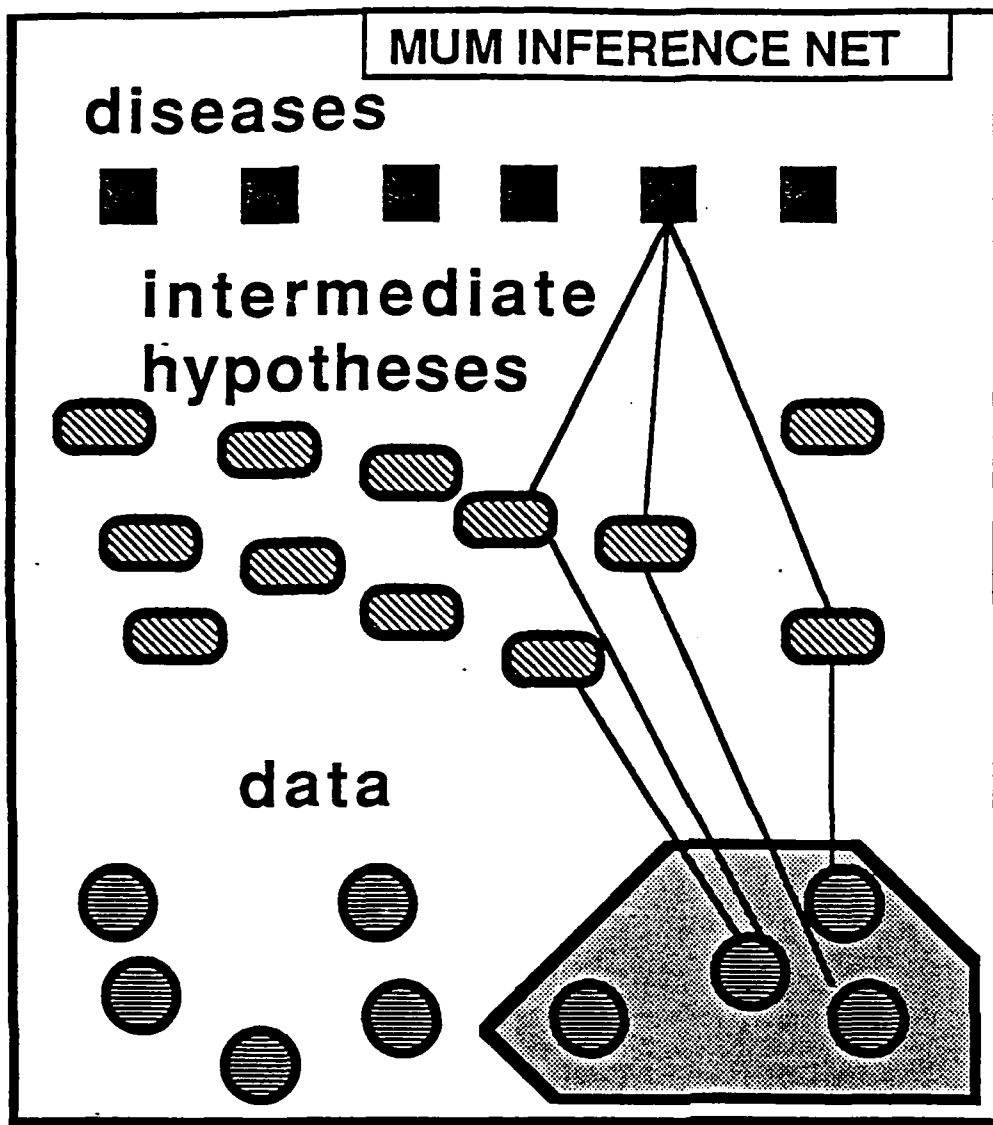 MUM INFERENCE NET
diseases
intermediate
hypotheses
data